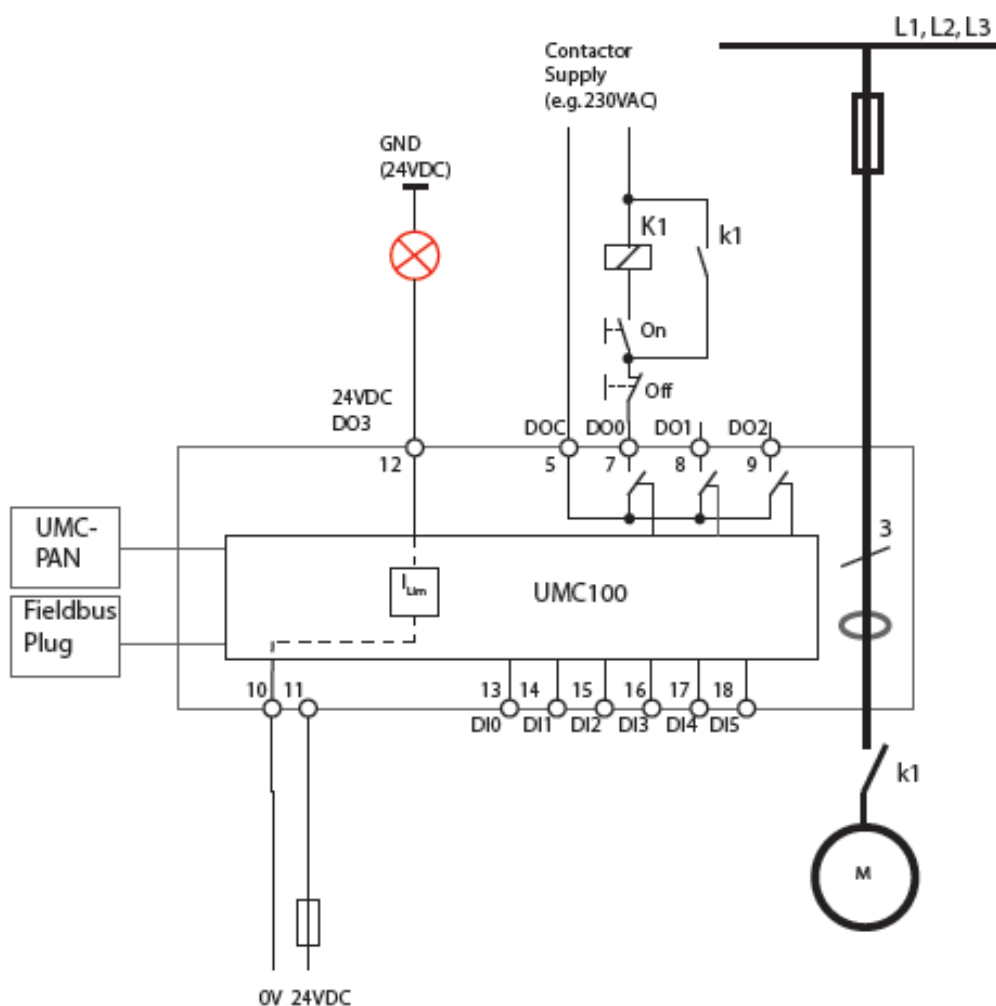 L1, L2, L3
Contactor
Supply
(e.g. 230VAC)
GND
(24VDC)
K1
k1
On
Off
24VDC
DO3
DOC
DO0
DO1
DO2
12
5
7
8
9
UMC-
PAN
3
ILim
UMC100
Fieldbus
Plug
10
11
13
14
15
16
17
18
DI0
DI1
DI2
DI3
DI4
DI5
k1
M
0V
24VDC